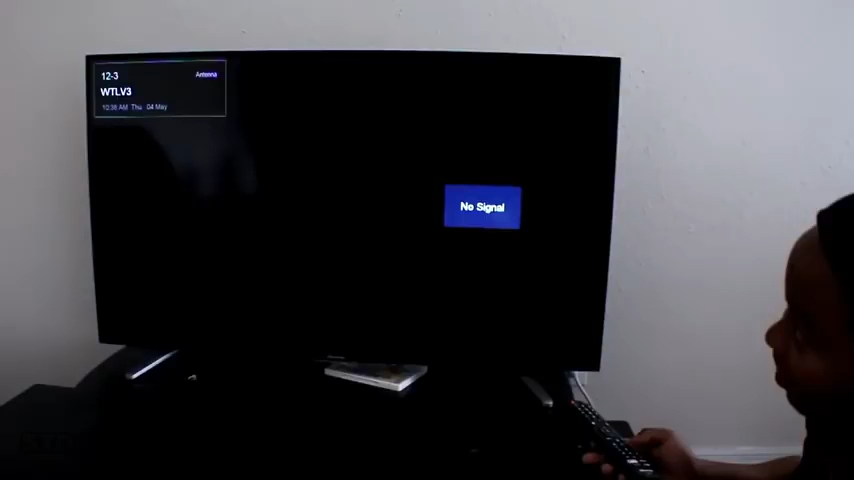 12-3
Antenna
WTLV3
10:38 AM Thu 04 May
No Signal